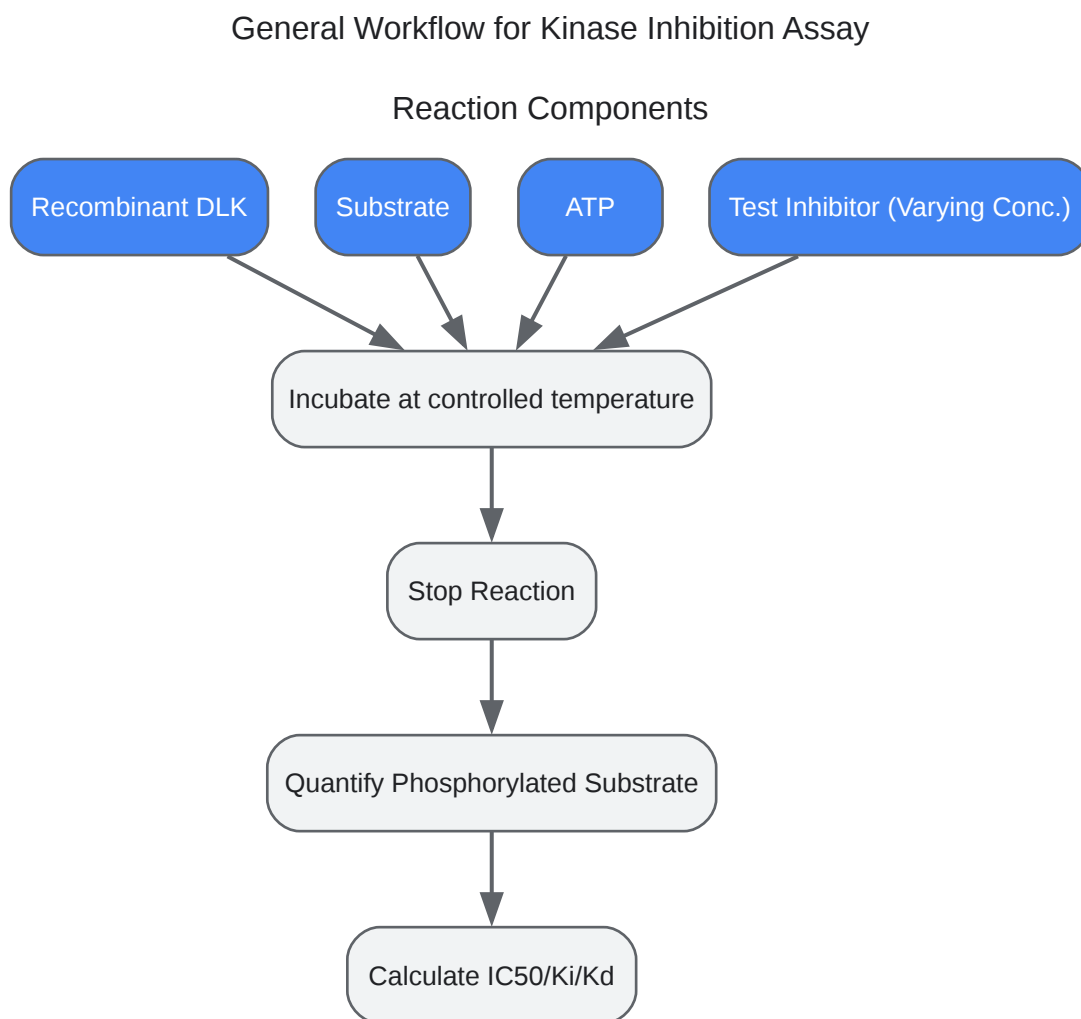 General Workflow for Kinase Inhibition Assay
Reaction Components
Recombinant DLK
Substrate
ATP
Test Inhibitor (Varying Conc.)
Incubate at controlled temperature
Stop Reaction
Quantify Phosphorylated Substrate
Calculate IC50/Ki/Kd